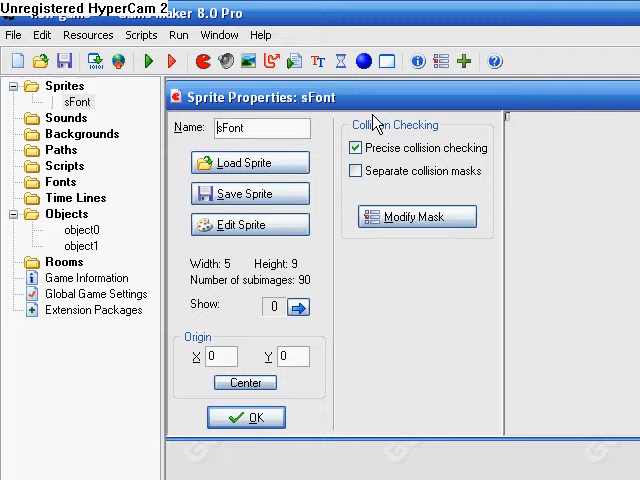 Unregistered HyperCam 2
Game Maker 8.0 Pro
File Edit Resources Scripts Run Window Help
Sprites
sFont
Sounds
Backgrounds
Paths
Scripts
Fonts
Time Lines
Objects
object0
object1
Rooms
Game Information
Global Game Settings
Extension Packages
Sprite Properties: sFont
Name: sFont
Load Sprite
Save Sprite
Edit Sprite
Width: 5 Height: 9
Number of subimages: 90
Show: 0
Origin
X 0 Y 0
Center
OK
Collision Checking
Precise collision checking
Separate collision masks
Modify Mask